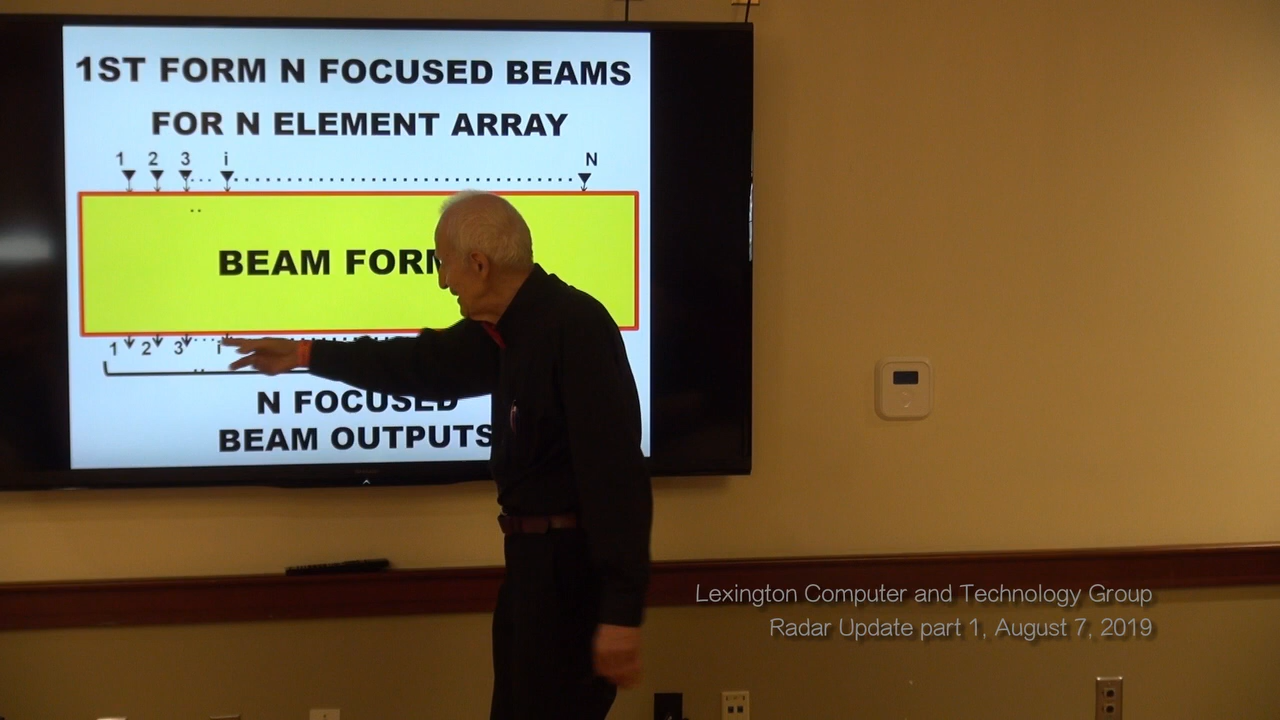 1ST FORM N FOCUSED BEAMS
FOR N ELEMENT ARRAY
1 2 3 i N
BEAM
1 2 3 i
N FOCUSED
BEAM OUTPUTS
Lexington Computer and Technology Group
Radar Update part 1, August 7, 2019